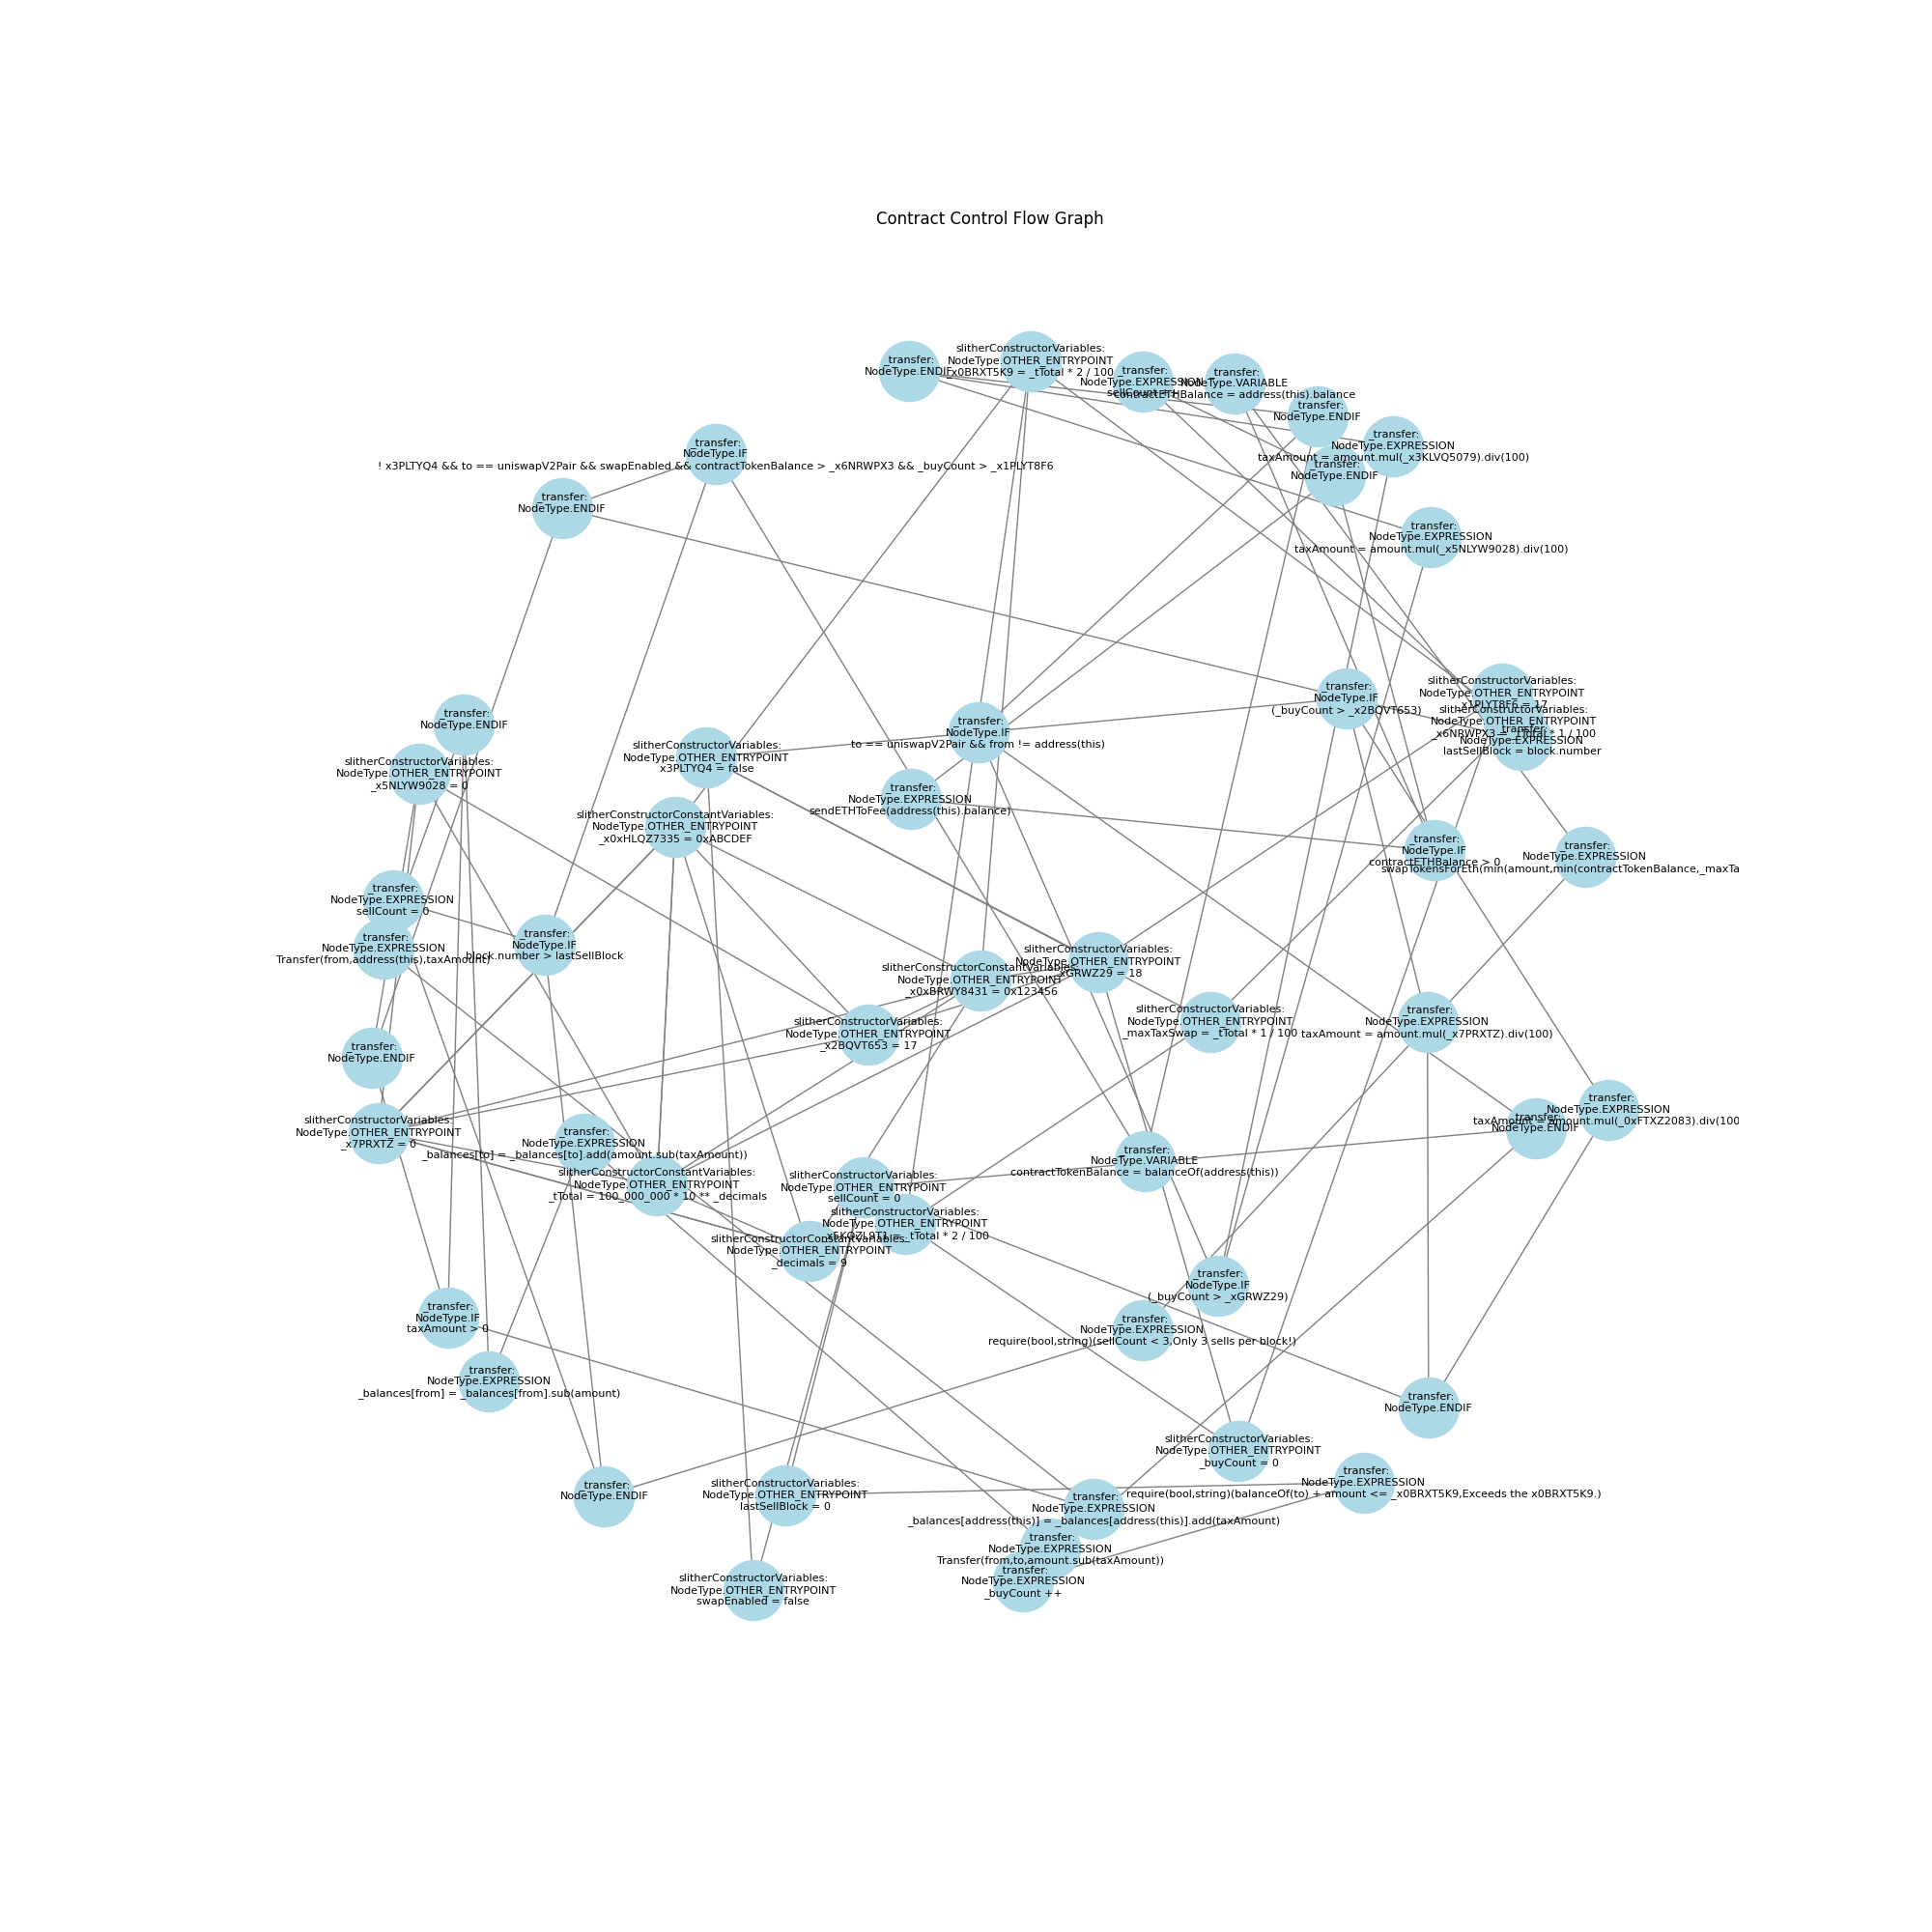 Contract Control Flow Graph
_transfer:
NodeType.ENDIF
slitherConstructorVariables:
NodeType.OTHER_ENTRYPOINT
_x0BRXT5K9 = _tTotal * 2 / 100
_transfer:
NodeType.EXPRESSION
sellCount ++
_transfer:
NodeType.VARIABLE
contractETHBalance = address(this).balance
_transfer:
NodeType.ENDIF
_transfer:
NodeType.EXPRESSION
taxAmount = amount.mul(_x3KLVQ5079).div(100)
_transfer:
NodeType.ENDIF
_transfer:
NodeType.IF
! x3PLTYQ4 && to == uniswapV2Pair && swapEnabled && contractTokenBalance > _x6NRWPX3 && _buyCount > _x1PLYT8F6
_transfer:
NodeType.ENDIF
_transfer:
NodeType.EXPRESSION
taxAmount = amount.mul(_x5NLYW9028).div(100)
_transfer:
NodeType.IF
(_buyCount > _x2BQVT653)
slitherConstructorVariables:
NodeType.OTHER_ENTRYPOINT
_x1PLYT8F6 = 17
slitherConstructorVariables:
NodeType.OTHER_ENTRYPOINT
_x6NRWPX3 = _tTotal * 1 / 100
_transfer:
NodeType.EXPRESSION
lastSellBlock = block.number
_transfer:
NodeType.ENDIF
_transfer:
NodeType.IF
to == uniswapV2Pair && from != address(this)
slitherConstructorVariables:
NodeType.OTHER_ENTRYPOINT
x3PLTYQ4 = false
slitherConstructorVariables:
NodeType.OTHER_ENTRYPOINT
_x5NLYW9028 = 0
_transfer:
NodeType.EXPRESSION
sendETHToFee(address(this).balance)
slitherConstructorConstantVariables:
NodeType.OTHER_ENTRYPOINT
_x0xHLQZ7335 = 0xABCDEF
_transfer:
NodeType.IF
contractETHBalance > 0
_transfer:
NodeType.EXPRESSION
swapTokensForEth(min(amount,min(contractTokenBalance,_maxTa
_transfer:
NodeType.EXPRESSION
sellCount = 0
_transfer:
NodeType.EXPRESSION
Transfer(from,address(this),taxAmount)
_transfer:
NodeType.IF
block.number > lastSellBlock
slitherConstructorVariables:
NodeType.OTHER_ENTRYPOINT
_xGRWZ29 = 18
slitherConstructorConstantVariables:
NodeType.OTHER_ENTRYPOINT
_x0xBRWY8431 = 0x123456
slitherConstructorVariables:
NodeType.OTHER_ENTRYPOINT
_maxTaxSwap = _tTotal * 1 / 100
_transfer:
NodeType.EXPRESSION
taxAmount = amount.mul(_x7PRXTZ).div(100)
slitherConstructorVariables:
NodeType.OTHER_ENTRYPOINT
_x2BQVT653 = 17
_transfer:
NodeType.ENDIF
_transfer:
NodeType.EXPRESSION
taxAmount = amount.mul(_0xFTXZ2083).div(100
_transfer:
NodeType.ENDIF
slitherConstructorVariables:
NodeType.OTHER_ENTRYPOINT
_x7PRXTZ = 0
_transfer:
NodeType.EXPRESSION
_balances[to] = _balances[to].add(amount.sub(taxAmount))
_transfer:
NodeType.VARIABLE
contractTokenBalance = balanceOf(address(this))
slitherConstructorConstantVariables:
NodeType.OTHER_ENTRYPOINT
_tTotal = 100_000_000 * 10 ** _decimals
slitherConstructorVariables:
NodeType.OTHER_ENTRYPOINT
sellCount = 0
slitherConstructorVariables:
NodeType.OTHER_ENTRYPOINT
= _tTotal * 2 / 100
slitherConstructorConstantVariables:
NodeType.OTHER_ENTRYPOINT
_decimals = 9
_transfer:
NodeType.IF
(_buyCount > _xGRWZ29)
_transfer:
NodeType.IF
taxAmount > 0
_transfer:
NodeType.EXPRESSION
require(bool,string)(sellCount < 3,Only 3 sells per block!)
_transfer:
NodeType.EXPRESSION
_balances[from] = _balances[from].sub(amount)
_transfer:
NodeType.ENDIF
slitherConstructorVariables:
NodeType.OTHER_ENTRYPOINT
_buyCount = 0
_transfer:
NodeType.EXPRESSION
require(bool,string)(balanceOf(to) + amount <= _x0BRXT5K9,Exceeds the x0BRXT5K9.)
_transfer:
NodeType.ENDIF
slitherConstructorVariables:
NodeType.OTHER_ENTRYPOINT
lastSellBlock = 0
_transfer:
NodeType.EXPRESSION
_balances[address(this)] = _balances[address(this)].add(taxAmount)
_transfer:
NodeType.EXPRESSION
Transfer(from,to,amount.sub(taxAmount))
_transfer:
NodeType.EXPRESSION
_buyCount ++
slitherConstructorVariables:
NodeType.OTHER_ENTRYPOINT
swapEnabled = false